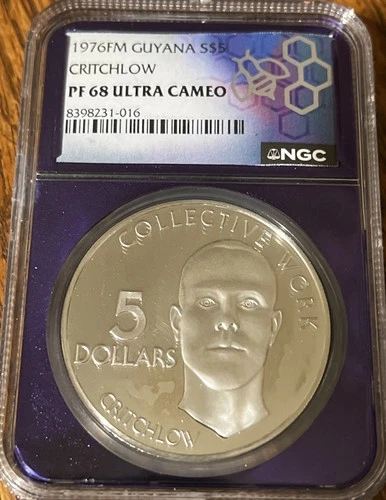 1976FM GUYANA S$5
CRITCHLOW
PF 68 ULTRA CAMEO
8398231-016
NGC
COLLECTIVE WORK
5
DOLLARS
CRITCHLOW